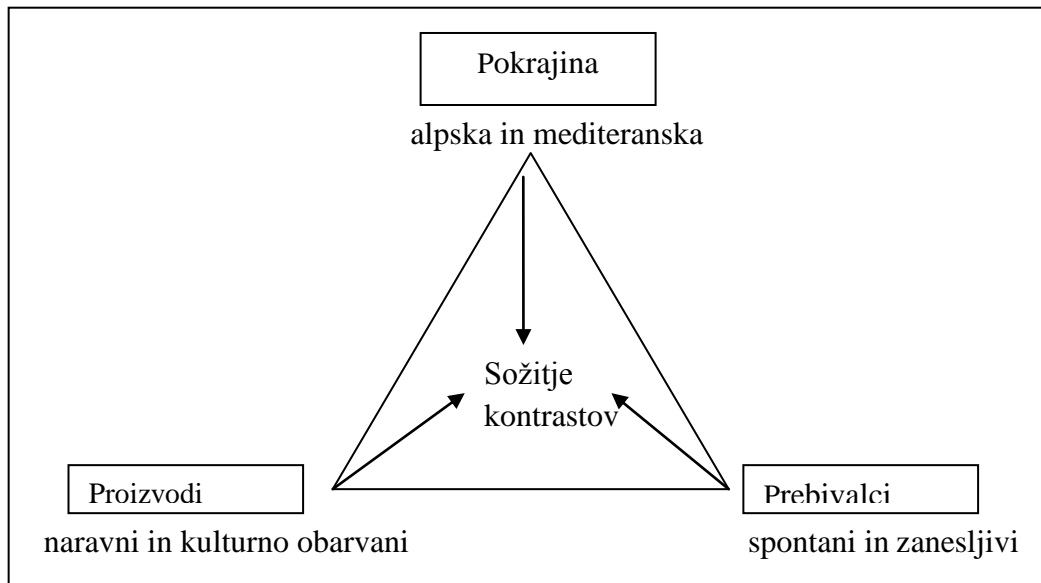 Pokrajina
alpska in mediteranska
Sožitje
kontrastov
Proizvodi
Prebivalci
naravni in kulturno obarvani
spontani in zanesljivi